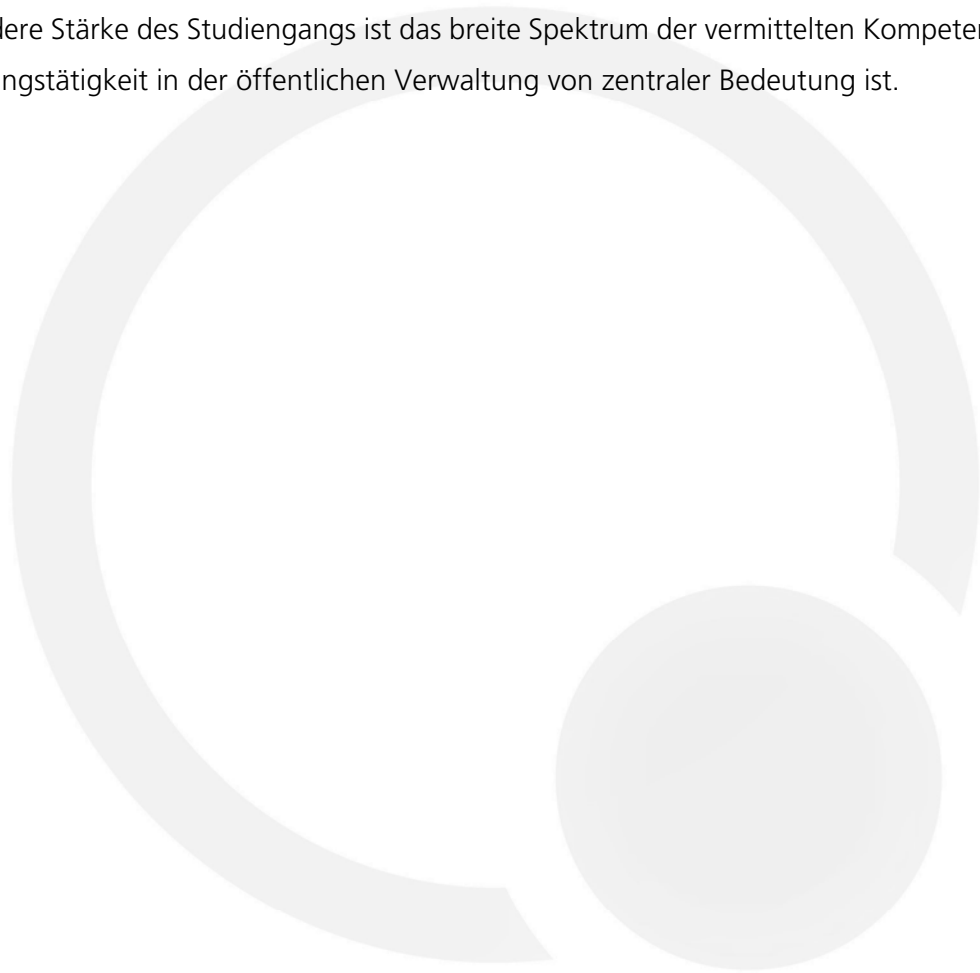 dere Stärke des Studiengangs ist das breite Spektrum der vermittelten Kompeten
ngstätigkeit in der öffentlichen Verwaltung von zentraler Bedeutung ist.